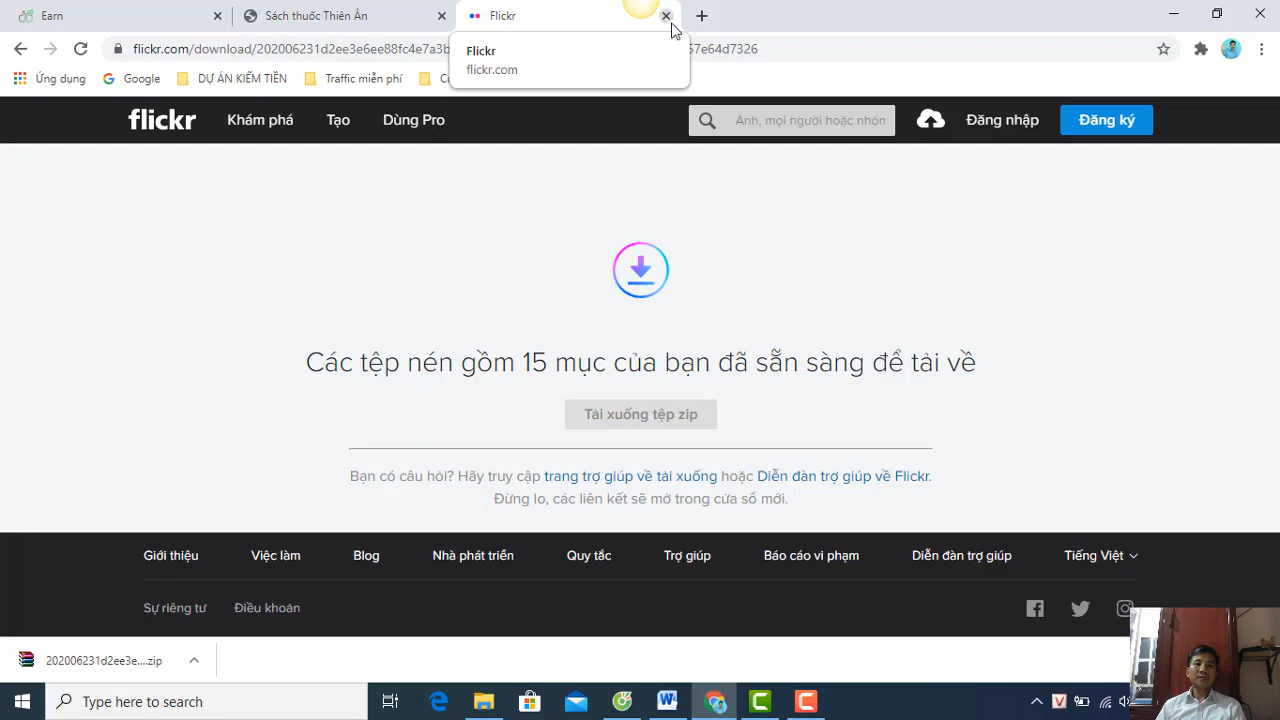 Earn
Sách thuốc Thiên Ân
Flickr
flickr.com/download/202006231d2ee3e6ee88fc4e7a3b
57e64d7326
Flickr
flickr.com
Ứng dụng
Google
DỰ ÁN KIẾM TIỀN
Traffic miễn phí
flickr
Khám phá
Tạo
Dùng Pro
Ảnh, mọi người hoặc nhóm
Đăng nhập
Đăng ký
Các tệp nén gồm 15 mục của bạn đã sẵn sàng để tải về
Tải xuống tệp zip
Bạn có câu hỏi? Hãy truy cập trang trợ giúp về tải xuống hoặc Diễn đàn trợ giúp về Flickr.
Đừng lo, các liên kết sẽ mở trong cửa sổ mới.
Giới thiệu
Việc làm
Blog
Nhà phát triển
Quy tắc
Trợ giúp
Báo cáo vi phạm
Diễn đàn trợ giúp
Tiếng Việt
Sự riêng tư
Điều khoản
202006231d2ee3e....zip
Type here to search